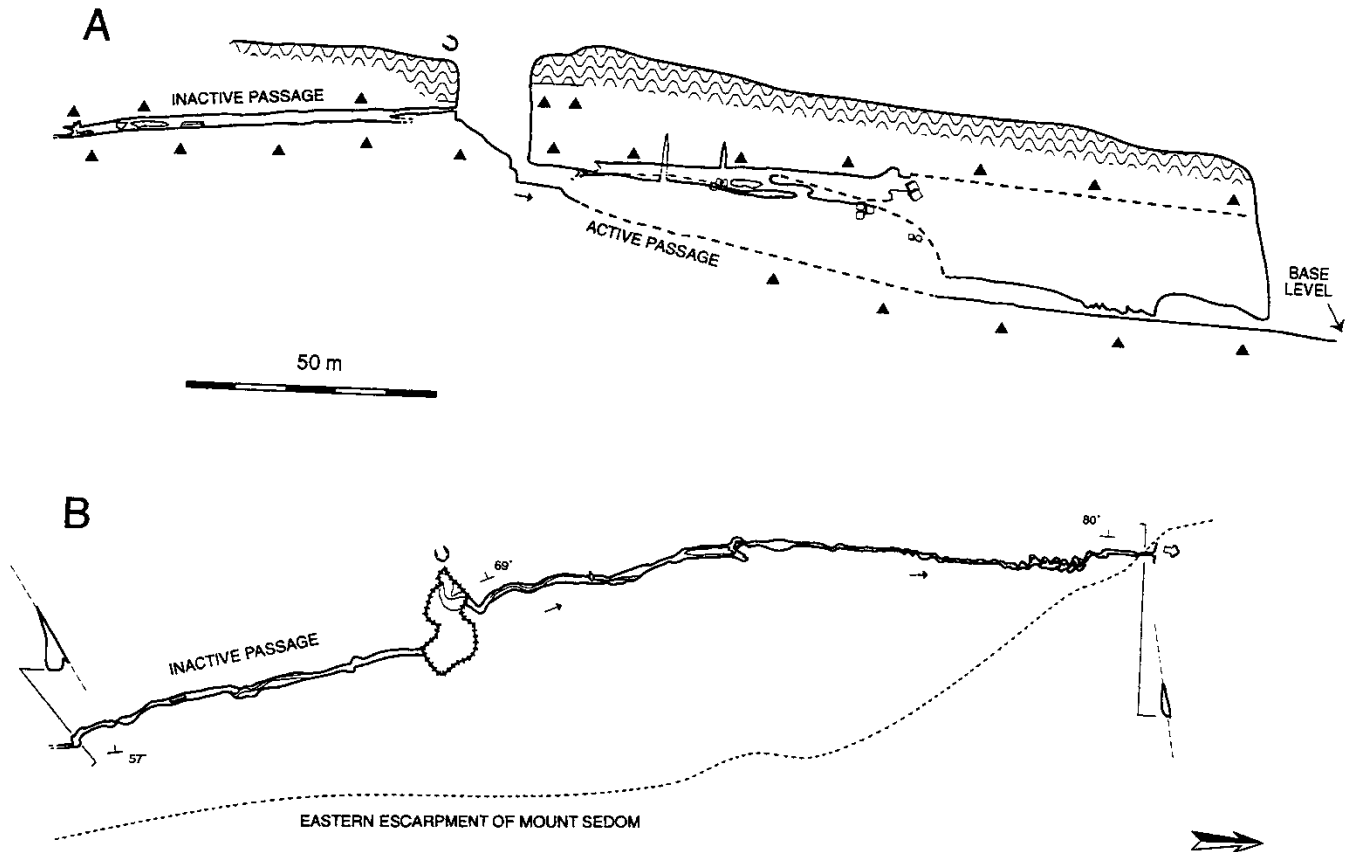 A
INACTIVE PASSAGE
ACTIVE PASSAGE
BASE
LEVEL
50 m
B
80°
69°
INACTIVE PASSAGE
57
EASTERN ESCARPMENT OF MOUNT SEDOM